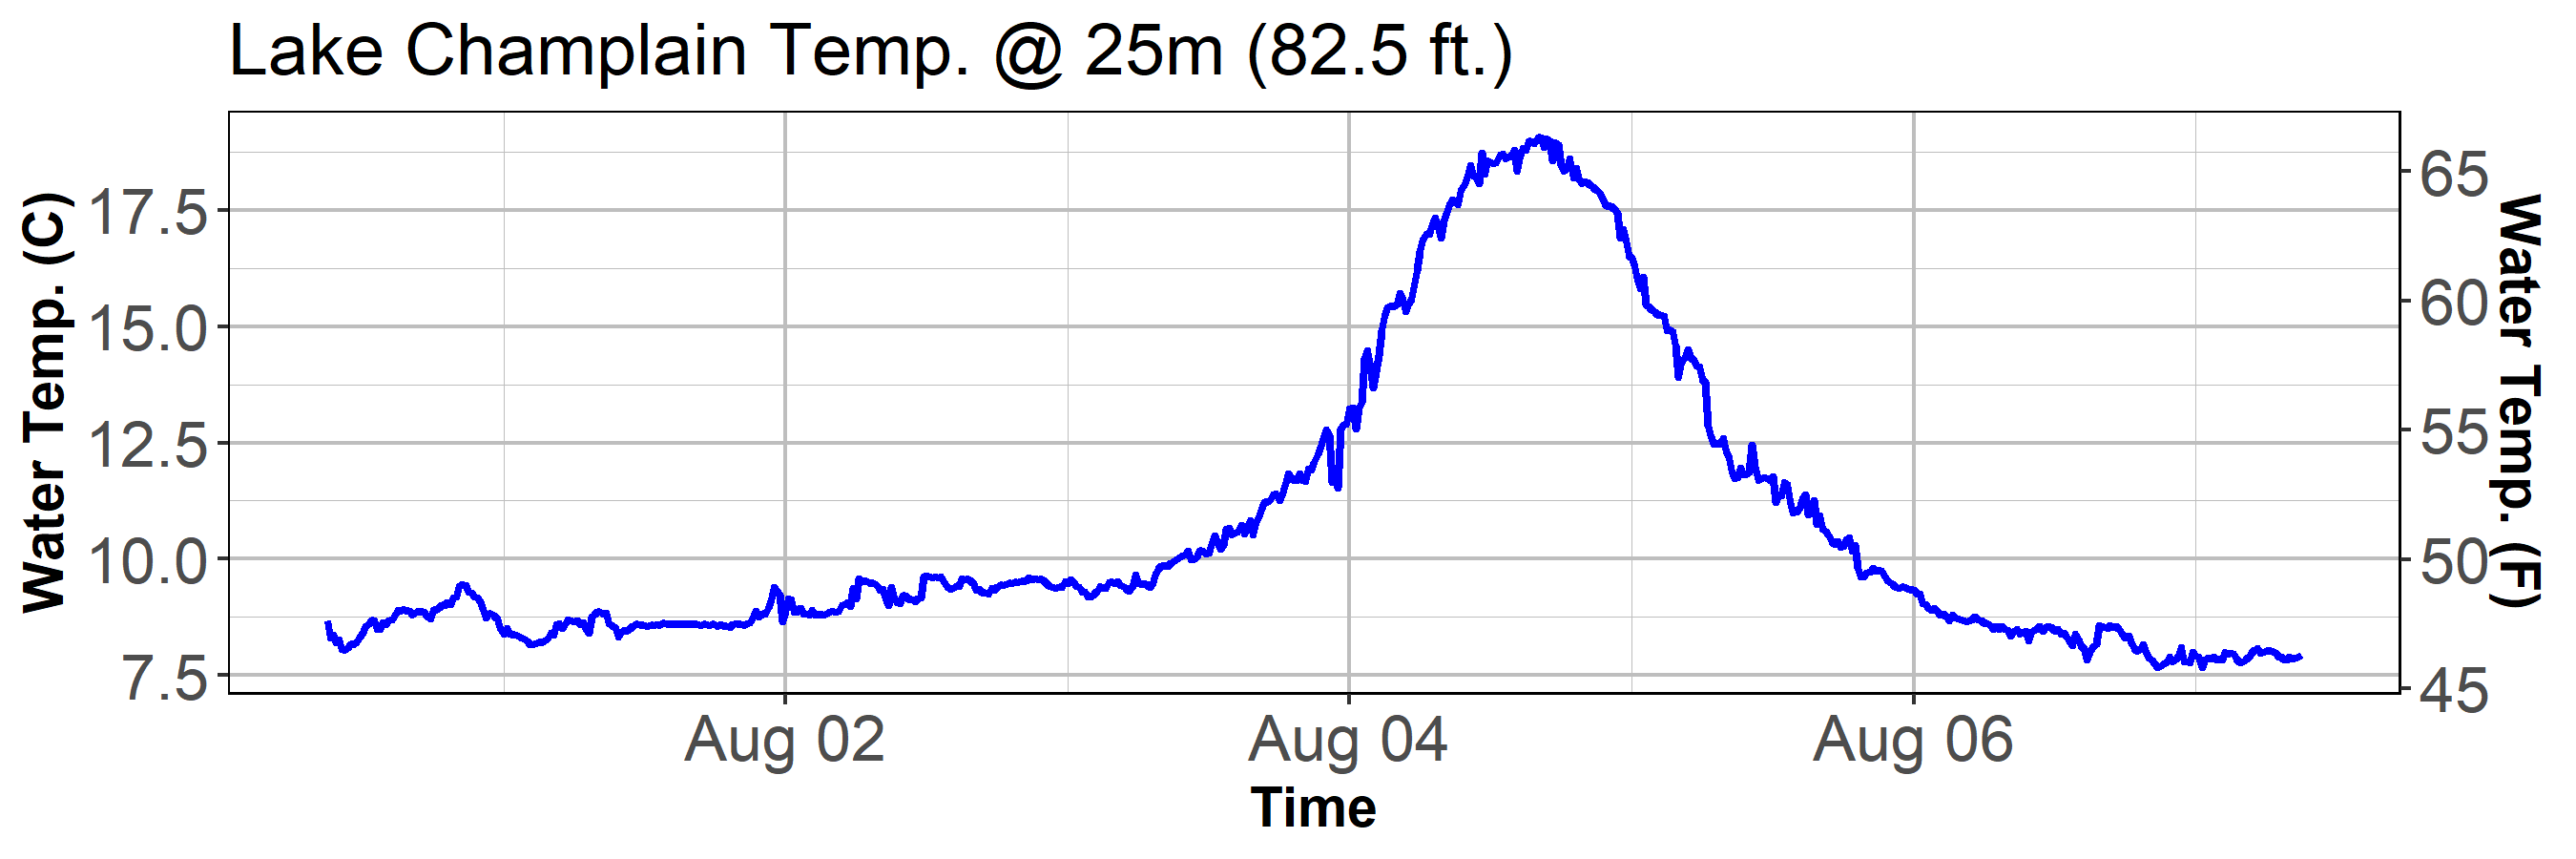 Lake Champlain Temp. @ 25m (82.5 ft.)
Water Temp. (C)
17.5
15.0
12.5
10.0
7.5
65
60
55
50
45
Water Temp. (F)
Aug 02 Aug 04 Aug 06
Time